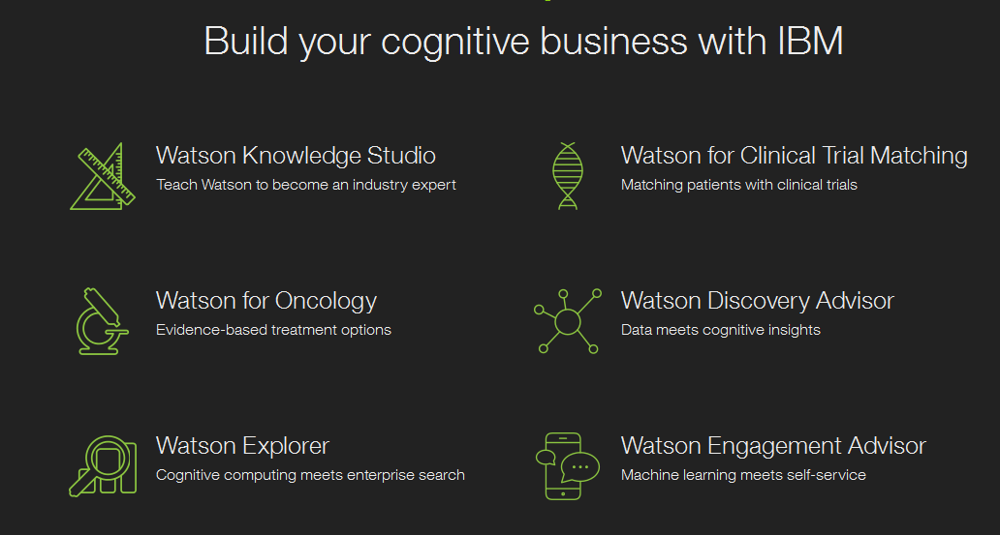 Build your cognitive business with IBM
Watson Knowledge Studio
Teach Watson to become an industry expert
Watson for Clinical Trial Matching
Matching patients with clinical trials
Watson for Oncology
Evidence-based treatment options
Watson Discovery Advisor
Data meets cognitive insights
Watson Explorer
Cognitive computing meets enterprise search
Watson Engagement Advisor
Machine learning meets self-service